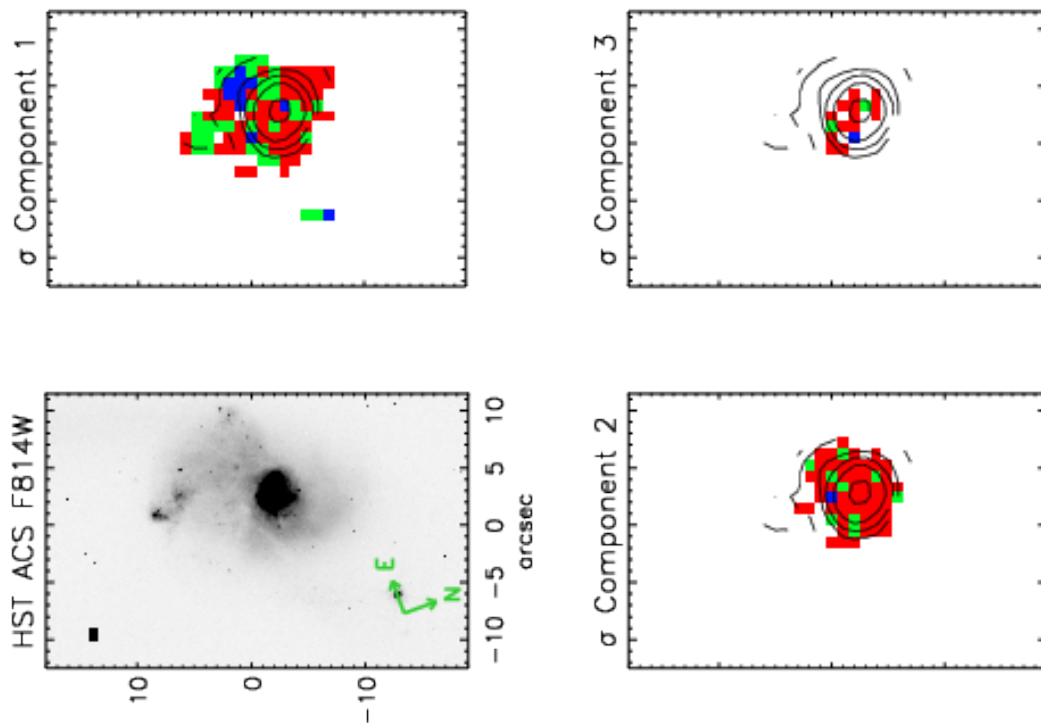 HST ACS F814W
σ Component 1
10
0
-10
E
N
-10 -5 0 5 10
arcsec
σ Component 2
σ Component 3